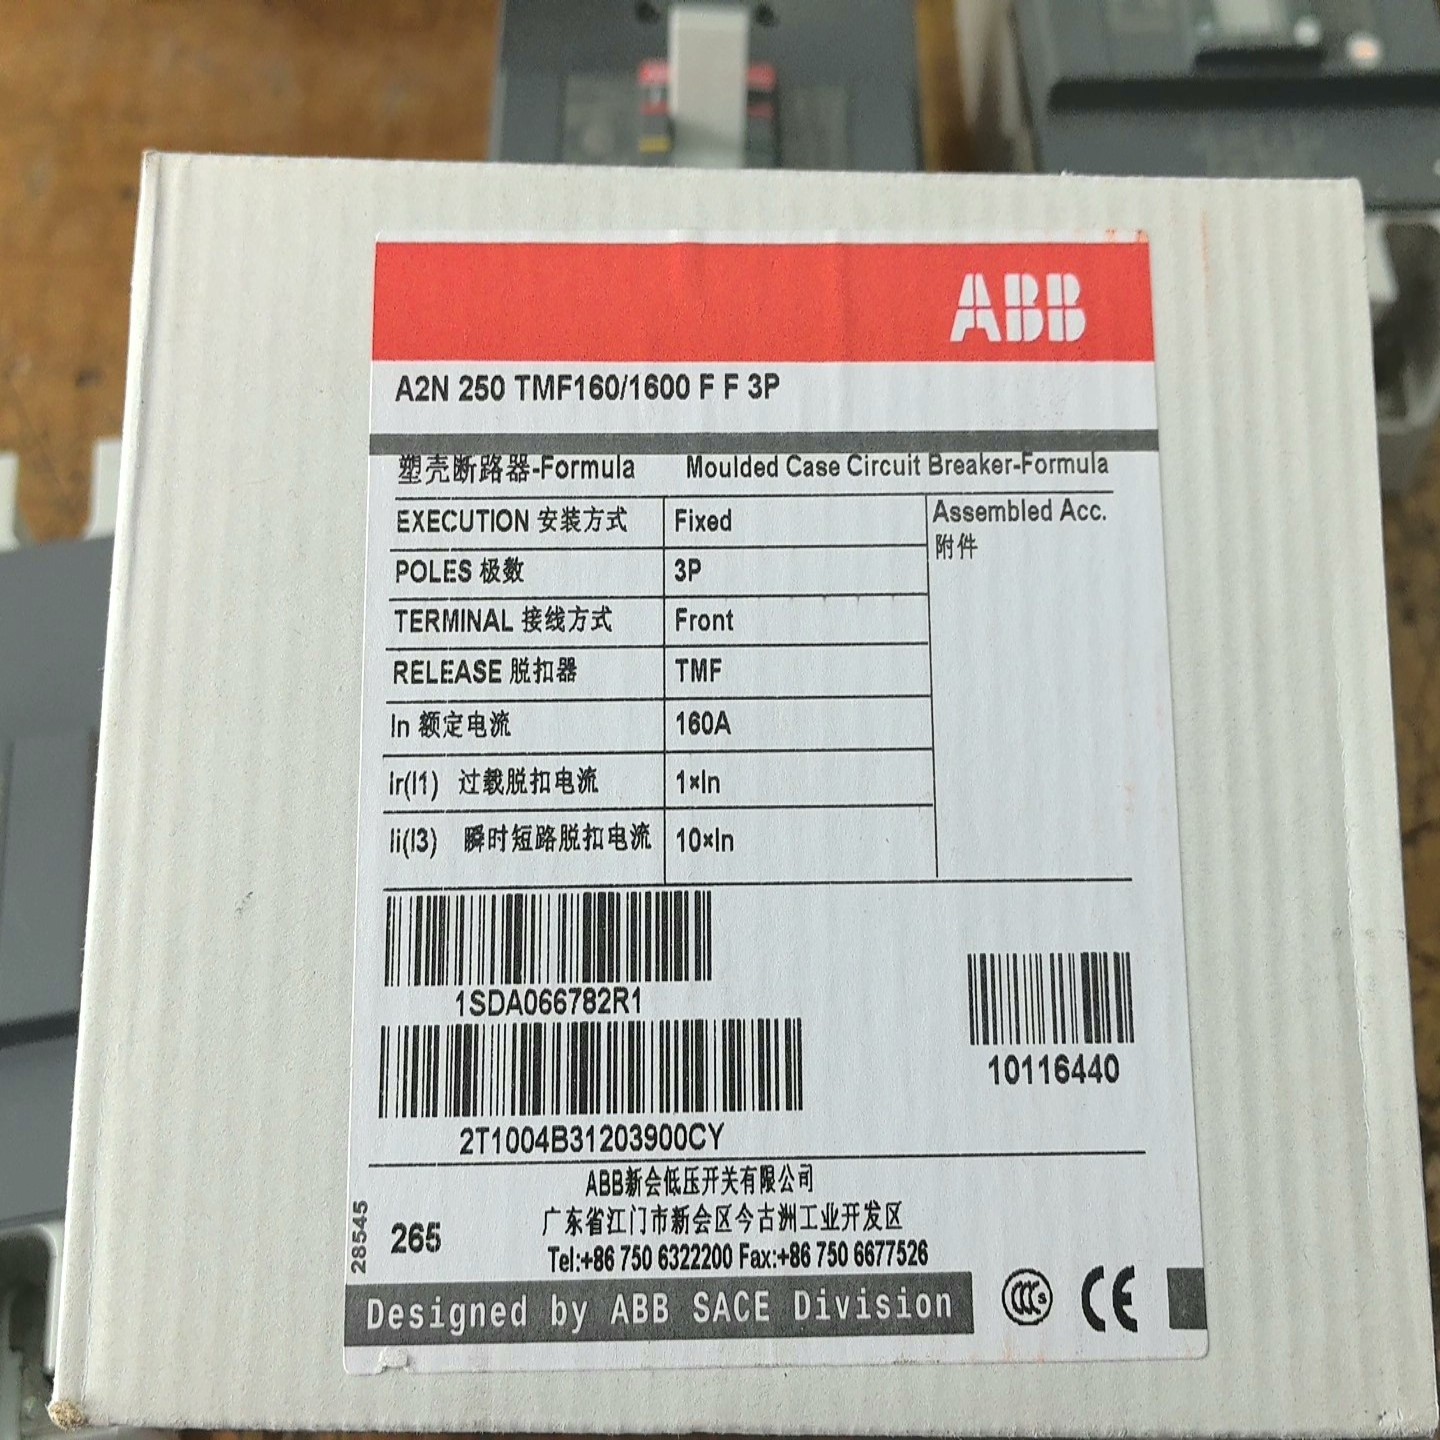 ABB
A2N 250 TMF160/1600 F F 3P
塑壳断路器-Formula Moulded Case Circuit Breaker-Formula
EXECUTION 安装方式 Fixed Assembled Acc.
附件
POLES 极数 3P
TERMINAL 接线方式 Front
RELEASE 脱扣器 TMF
In 额定电流 160A
Ir(I1) 过载脱扣电流 1×In
Ii(I3) 瞬时短路脱扣电流 10×In
1SDA066782R1
10116440
2T1004B31203900CY
ABB新会低压开关有限公司
广东省江门市新会区今古洲工业开发区
28545
265
Tel:+86 750 6322200 Fax:+86 750 6677526
Designed by ABB SACE Division
CCC S CE